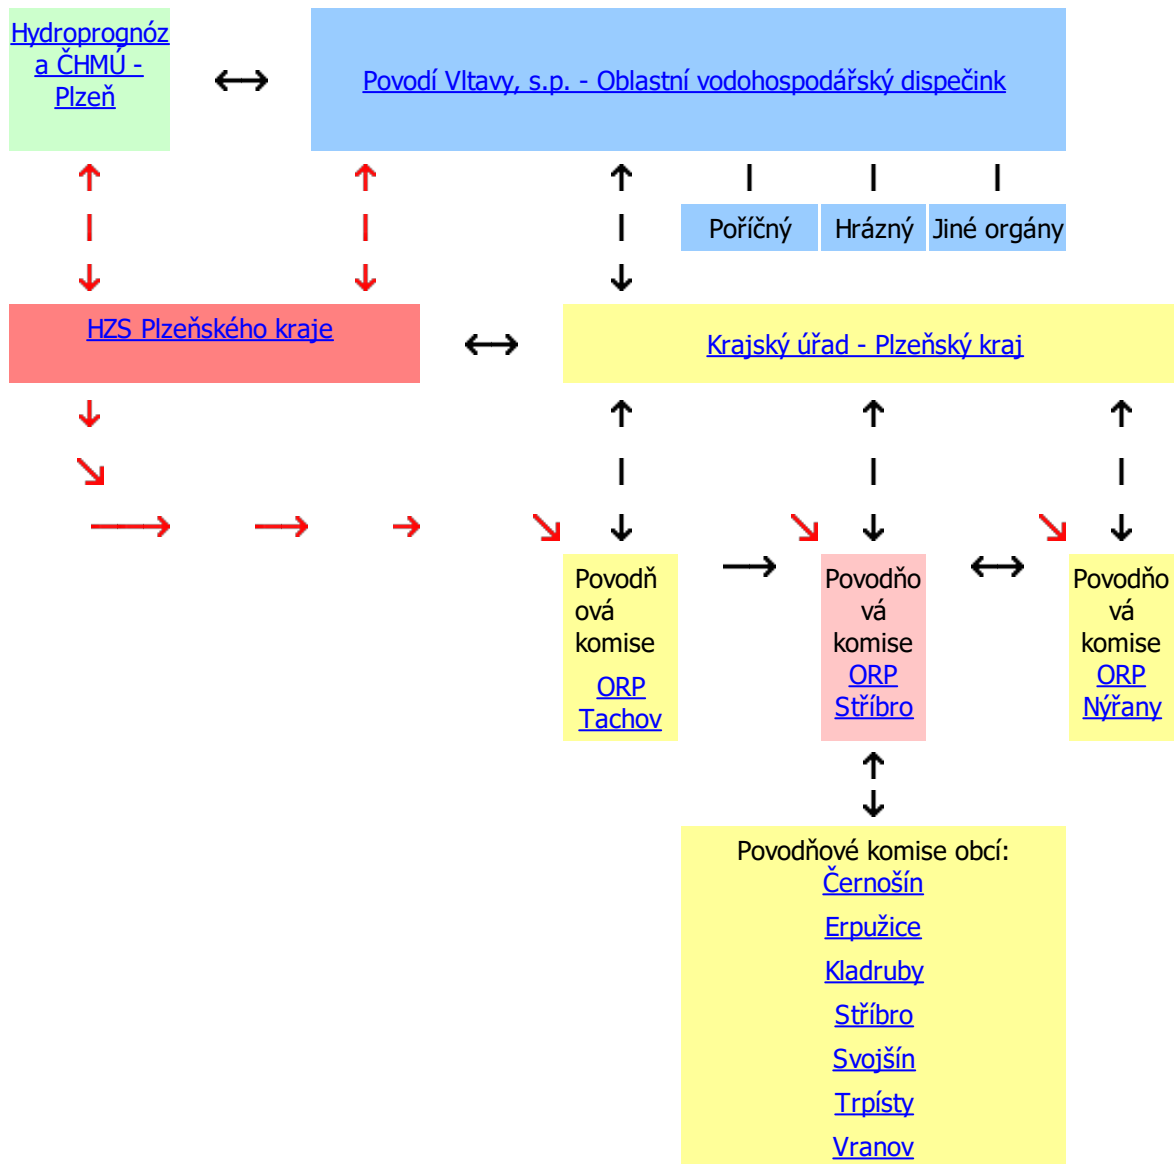 Hydroprognóz
a ČHMÚ -
Plzeň
Povodí Vltavy, s.p. - Oblastní vodohospodářský dispečink
Poříčný
Hrázný
Jiné orgány
HZS Plzeňského kraje
Krajský úřad - Plzeňský kraj
Povodň
ová
komise
ORP
Tachov
Povodňo
vá
komise
ORP
Stříbro
Povodňo
vá
komise
ORP
Nýřany
Povodňové komise obcí:
Černošín
Erpužice
Kladruby
Stříbro
Svojšín
Trpísty
Vranov